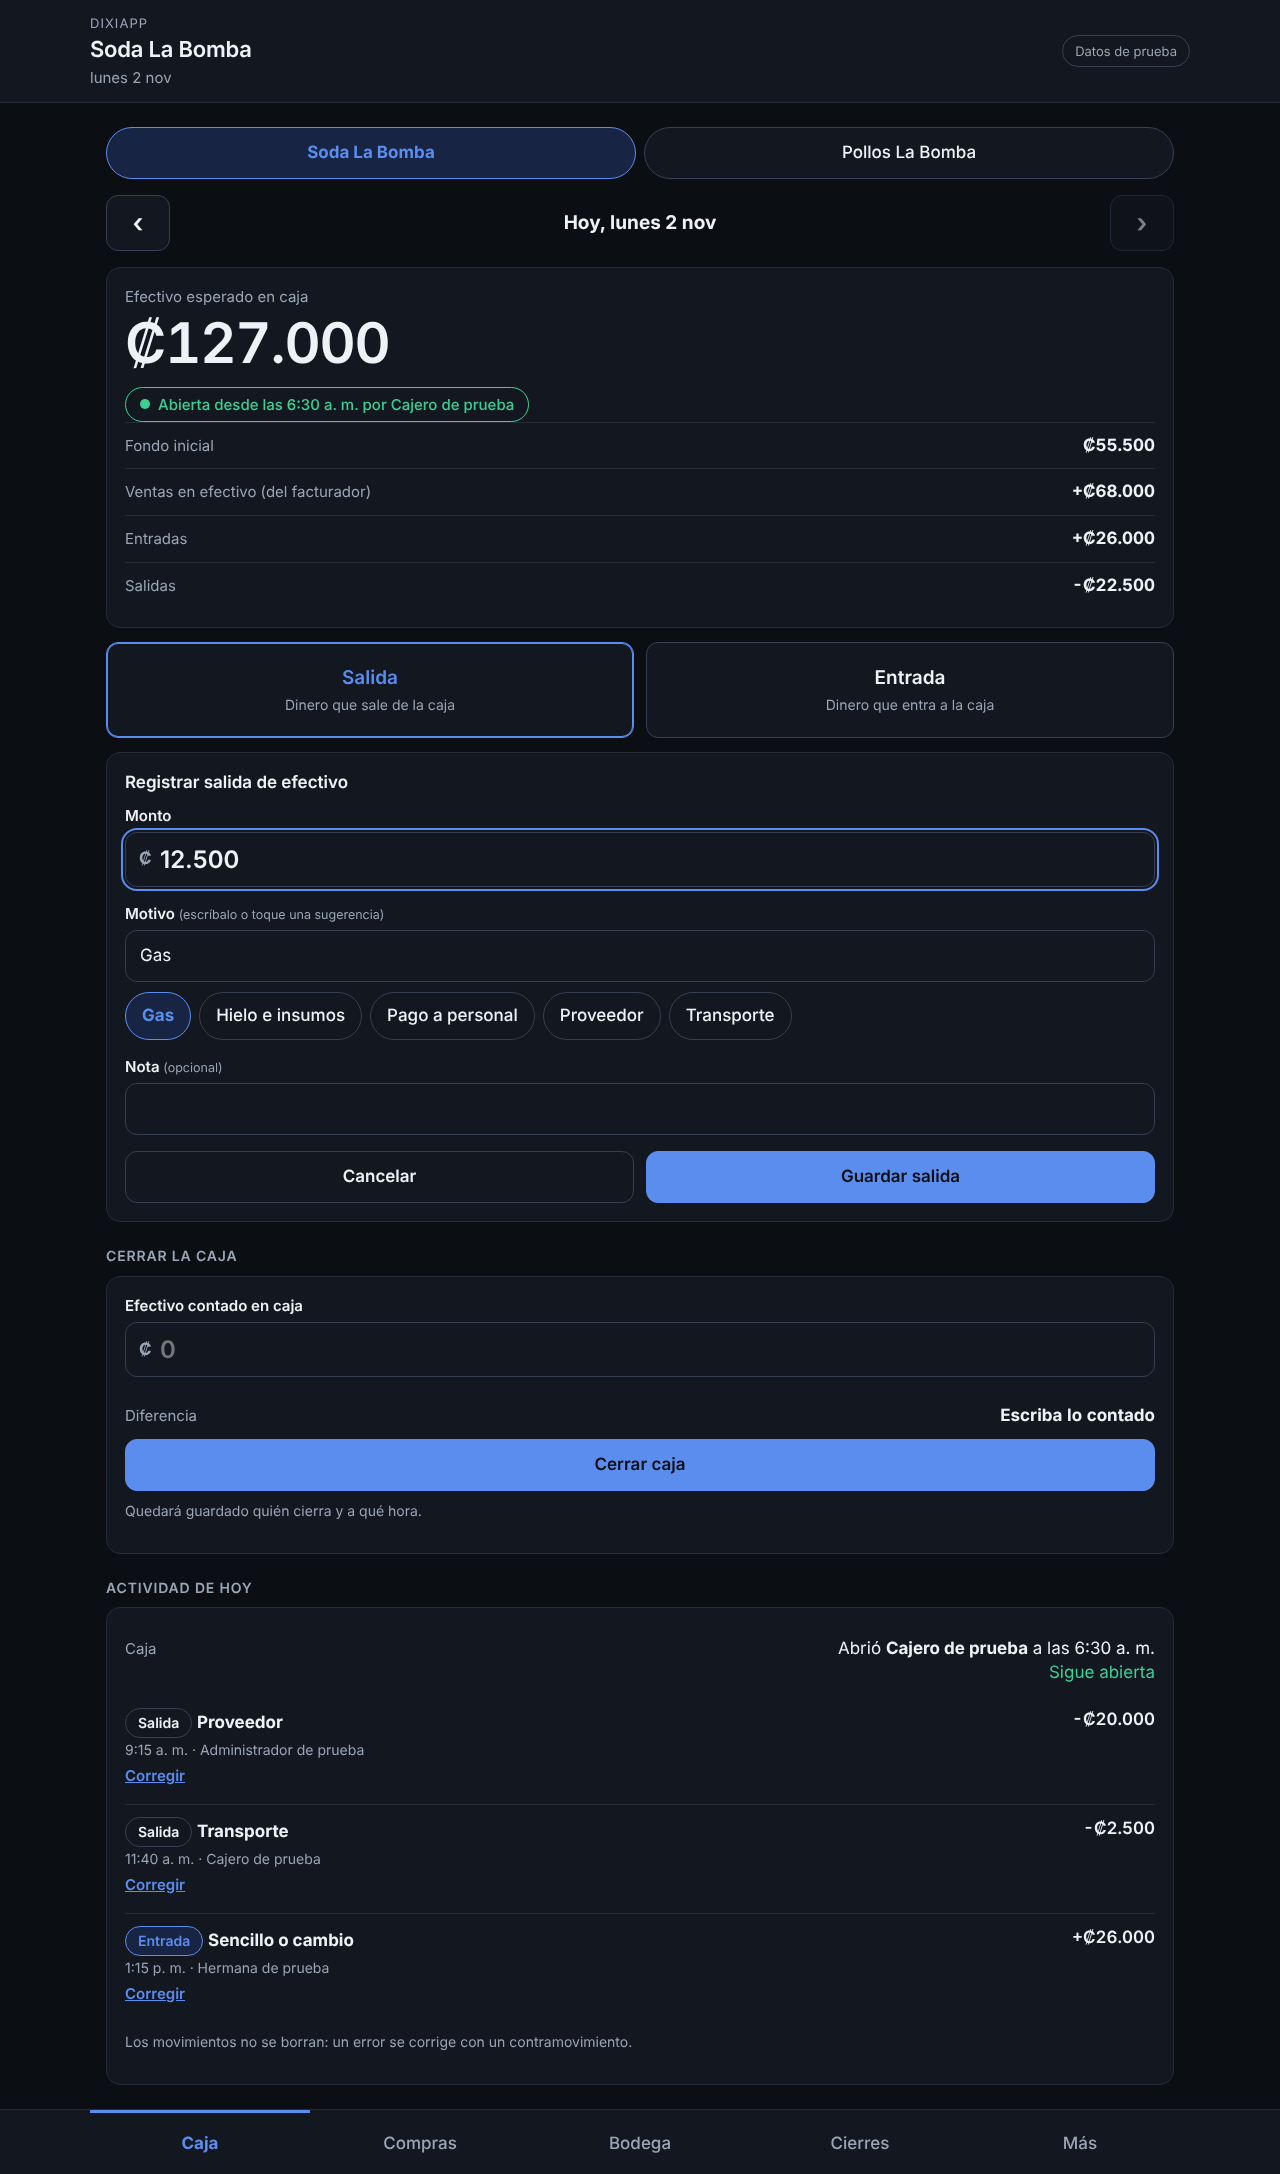 DIXIAPP
Soda La Bomba
lunes 2 nov
Datos de prueba
Soda La Bomba
Pollos La Bomba
‹
Hoy, lunes 2 nov
›
Efectivo esperado en caja
₡127.000
Abierta desde las 6:30 a. m. por Cajero de prueba
Fondo inicial ₡55.500
Ventas en efectivo (del facturador) +₡68.000
Entradas +₡26.000
Salidas -₡22.500
Salida
Dinero que sale de la caja
Entrada
Dinero que entra a la caja
Registrar salida de efectivo
Monto
₡ 12.500
Motivo (escríbalo o toque una sugerencia)
Gas
Gas
Hielo e insumos
Pago a personal
Proveedor
Transporte
Nota (opcional)
Cancelar
Guardar salida
CERRAR LA CAJA
Efectivo contado en caja
₡ 0
Diferencia Escriba lo contado
Cerrar caja
Quedará guardado quién cierra y a qué hora.
ACTIVIDAD DE HOY
Caja Abrió Cajero de prueba a las 6:30 a. m.
Sigue abierta
Salida Proveedor -₡20.000
9:15 a. m. · Administrador de prueba
Corregir
Salida Transporte -₡2.500
11:40 a. m. · Cajero de prueba
Corregir
Entrada Sencillo o cambio +₡26.000
1:15 p. m. · Hermana de prueba
Corregir
Los movimientos no se borran: un error se corrige con un contramovimiento.
Caja
Compras
Bodega
Cierres
Más